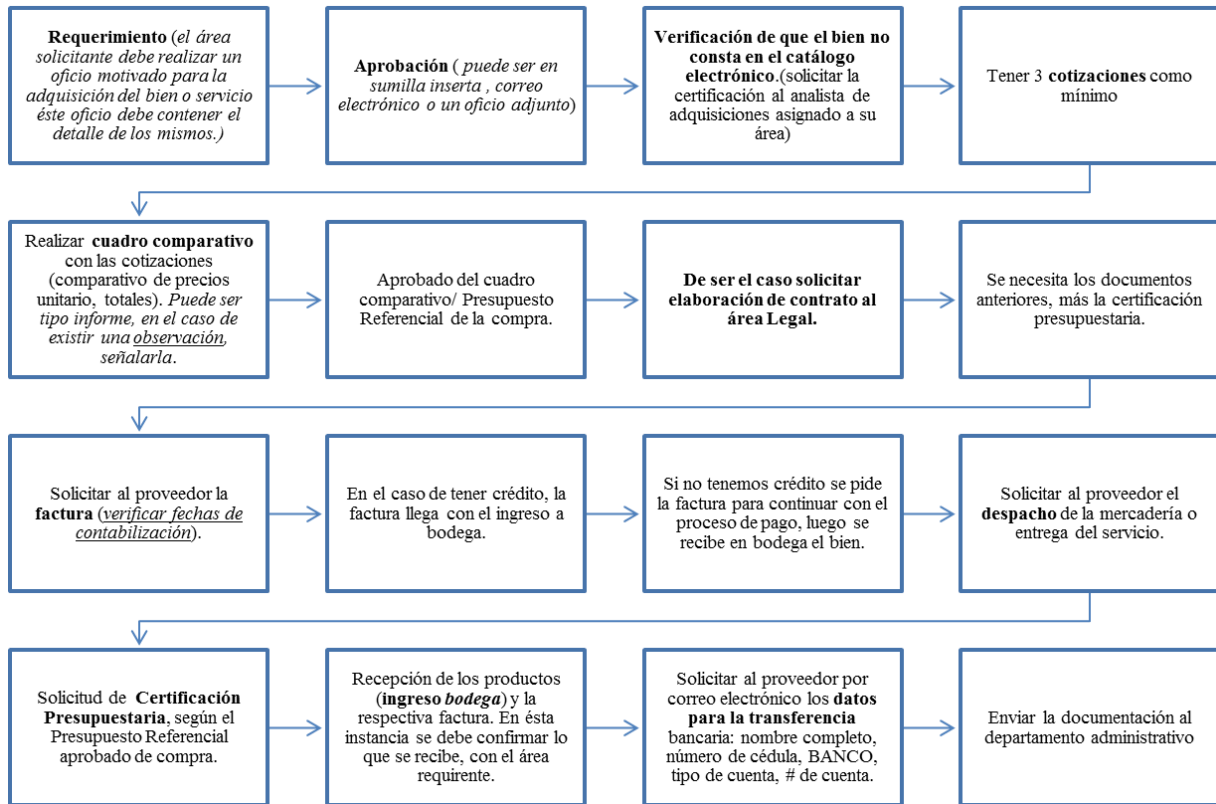 Requerimiento (el área
solicitante debe realizar un
oficio motivado para la
adquisición del bien o servicio
éste oficio debe contener el
detalle de los mismos.)
Aprobación ( puede ser en
sumilla inserta , correo
electrónico o un oficio adjunto)
Verificación de que el bien no
consta en el catálogo
electrónico.(solicitar la
certificación al analista de
adquisiciones asignado a su
área)
Tener 3 cotizaciones como
mínimo
Realizar cuadro comparativo
con las cotizaciones
(comparativo de precios
unitario, totales). Puede ser
tipo informe, en el caso de
existir una observación,
señalarla.
Aprobado del cuadro
comparativo/ Presupuesto
Referencial de la compra.
De ser el caso solicitar
elaboración de contrato al
área Legal.
Se necesita los documentos
anteriores, más la certificación
presupuestaria.
Solicitar al proveedor la
factura (verificar fechas de
contabilización).
En el caso de tener crédito, la
factura llega con el ingreso a
bodega.
Si no tenemos crédito se pide
la factura para continuar con el
proceso de pago, luego se
recibe en bodega el bien.
Solicitar al proveedor el
despacho de la mercadería o
entrega del servicio.
Solicitud de Certificación
Presupuestaria, según el
Presupuesto Referencial
aprobado de compra.
Recepción de los productos
(ingreso bodega) y la
respectiva factura. En ésta
instancia se debe confirmar lo
que se recibe, con el área
requirente.
Solicitar al proveedor por
correo electrónico los datos
para la transferencia
bancaria: nombre completo,
número de cédula, BANCO,
tipo de cuenta, # de cuenta.
Enviar la documentación al
departamento administrativo